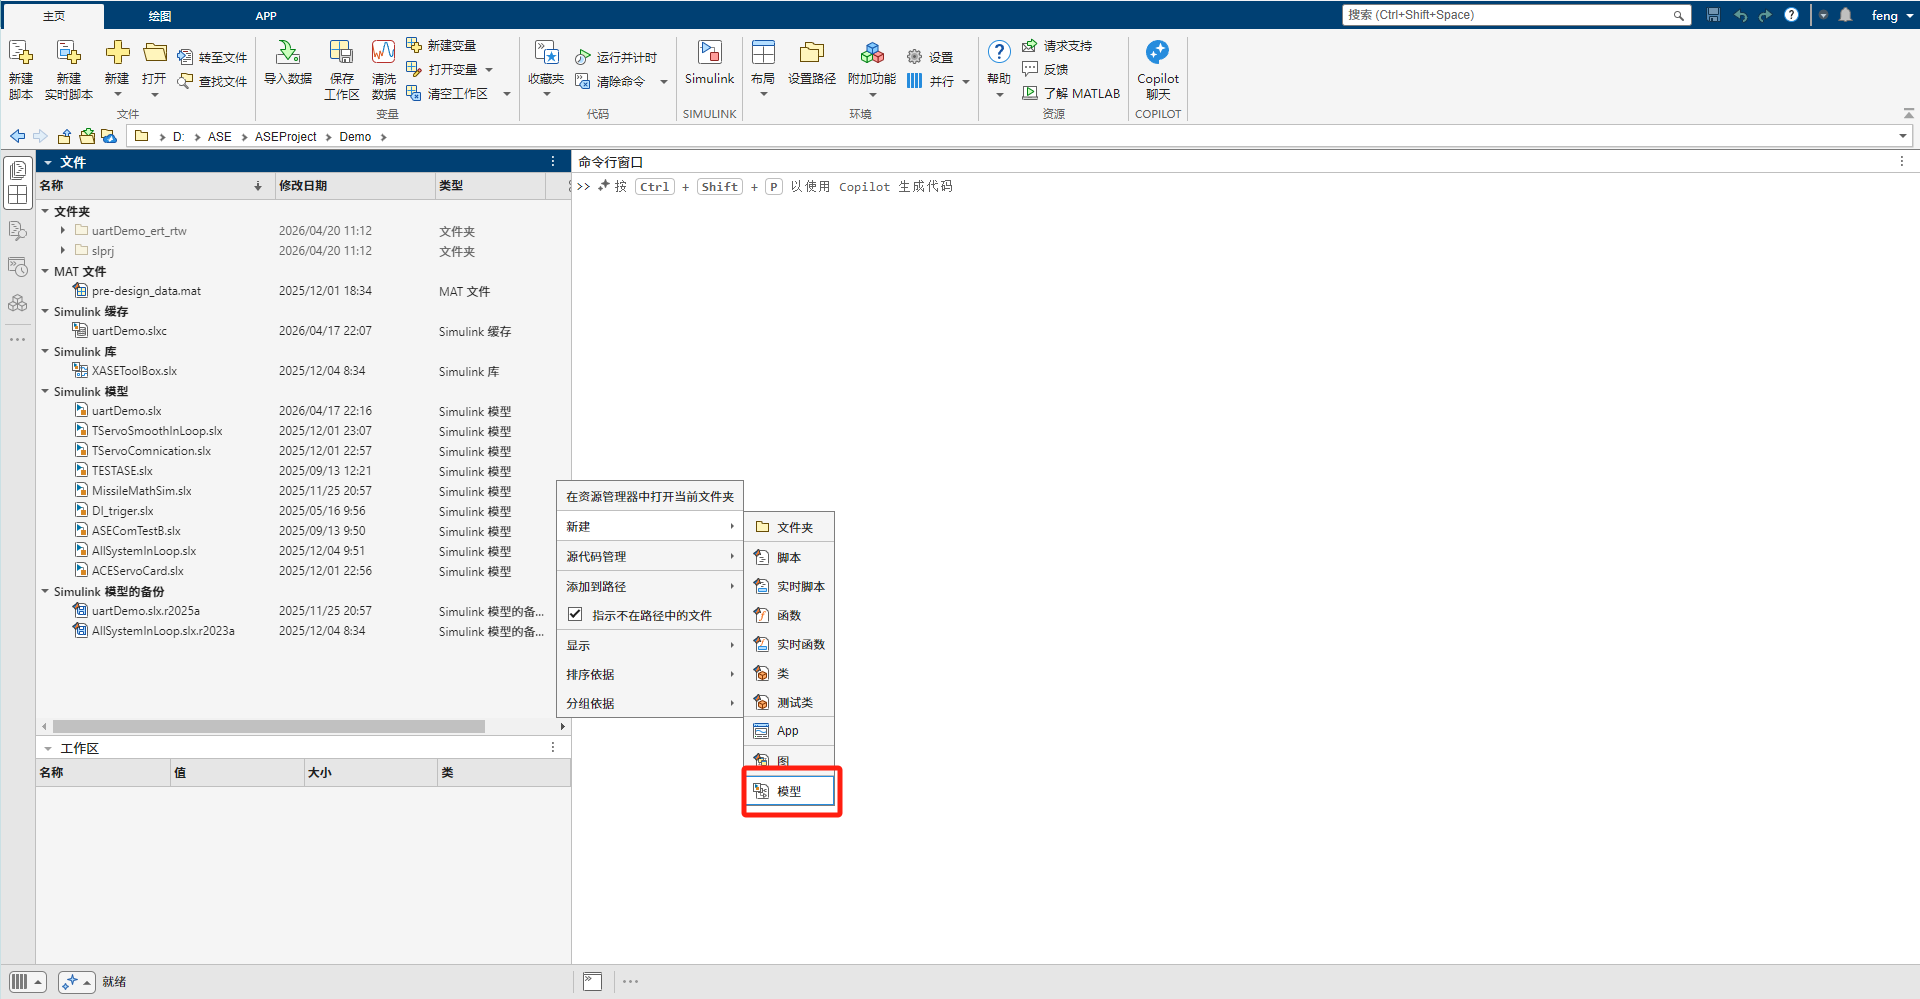 主页 绘图 APP 搜索 (Ctrl+Shift+Space) feng
新建脚本 新建实时脚本 新建 打开 转至文件 查找文件
导入数据 保存工作区 清洗数据 新建变量 打开变量 清空工作区
收藏夹 运行并计时 清除命令 Simulink
布局 设置路径 附加功能 设置 并行
帮助 请求支持 反馈 了解 MATLAB Copilot 聊天
文件 变量 代码 SIMULINK 环境 资源 COPILOT
D: ASE ASEProject Demo
文件
名称 修改日期 类型
文件夹
uartDemo_ert_rtw 2026/04/20 11:12 文件夹
slprj 2026/04/20 11:12 文件夹
MAT 文件
pre-design_data.mat 2025/12/01 18:34 MAT 文件
Simulink 缓存
uartDemo.slxc 2026/04/17 22:07 Simulink 缓存
Simulink 库
XASEToolBox.slx 2025/12/04 8:34 Simulink 库
Simulink 模型
uartDemo.slx 2026/04/17 22:16 Simulink 模型
TServoSmoothInLoop.slx 2025/12/01 23:07 Simulink 模型
TServoComnication.slx 2025/12/01 22:57 Simulink 模型
TESTASE.slx 2025/09/13 12:21 Simulink 模型
MissileMathSim.slx 2025/11/25 20:57 Simulink 模型
DI_triger.slx 2025/05/16 9:56 Simulink 模型
ASEComTestB.slx 2025/09/13 9:50 Simulink 模型
AllSystemInLoop.slx 2025/12/04 9:51 Simulink 模型
ACEServoCard.slx 2025/12/01 22:56 Simulink 模型
Simulink 模型的备份
uartDemo.slx.r2025a 2025/11/25 20:57 Simulink 模型的备...
AllSystemInLoop.slx.r2023a 2025/12/04 8:34 Simulink 模型的备...
工作区
名称 值 大小 类
命令行窗口
>> 按 Ctrl + Shift + P 以使用 Copilot 生成代码
在资源管理器中打开当前文件夹
新建
源代码管理
添加到路径
指示不在路径中的文件
显示
排序依据
分组依据
文件夹
脚本
实时脚本
函数
实时函数
类
测试类
App
图
模型
就绪